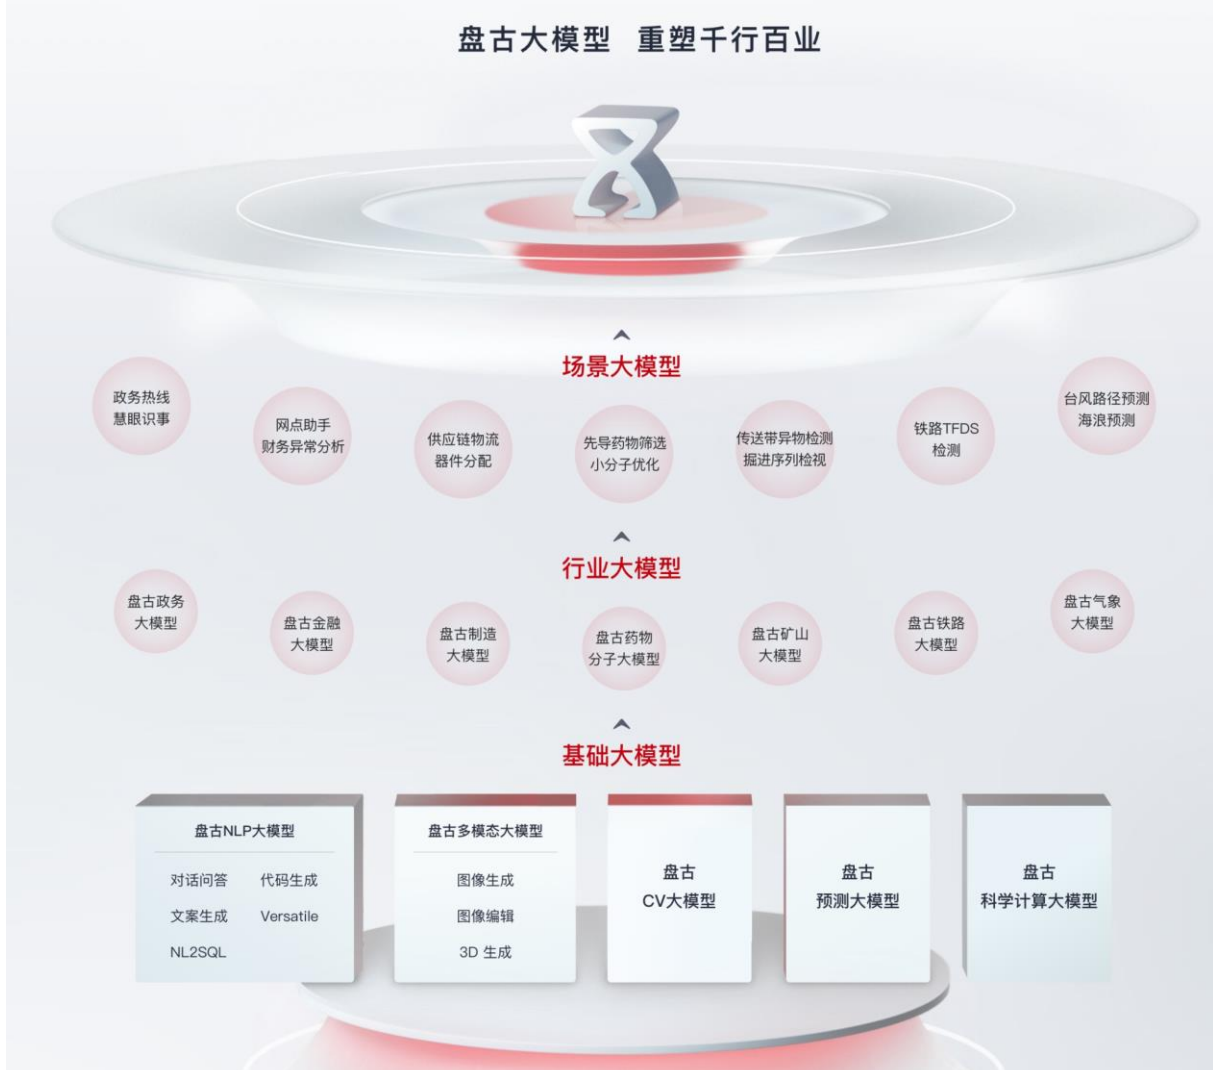 盘古大模型 重塑千行百业
场景大模型
政务热线
慧眼识事
网点助手
财务异常分析
供应链物流
器件分配
先导药物筛选
小分子优化
传送带异物检测
掘进序列检视
铁路TFDS
检测
台风路径预测
海浪预测
行业大模型
盘古政务
大模型
盘古金融
大模型
盘古制造
大模型
盘古药物
分子大模型
盘古矿山
大模型
盘古铁路
大模型
盘古气象
大模型
基础大模型
盘古NLP大模型
对话问答 代码生成
文案生成 Versatile
NL2SQL
盘古多模态大模型
图像生成
图像编辑
3D 生成
盘古
CV大模型
盘古
预测大模型
盘古
科学计算大模型